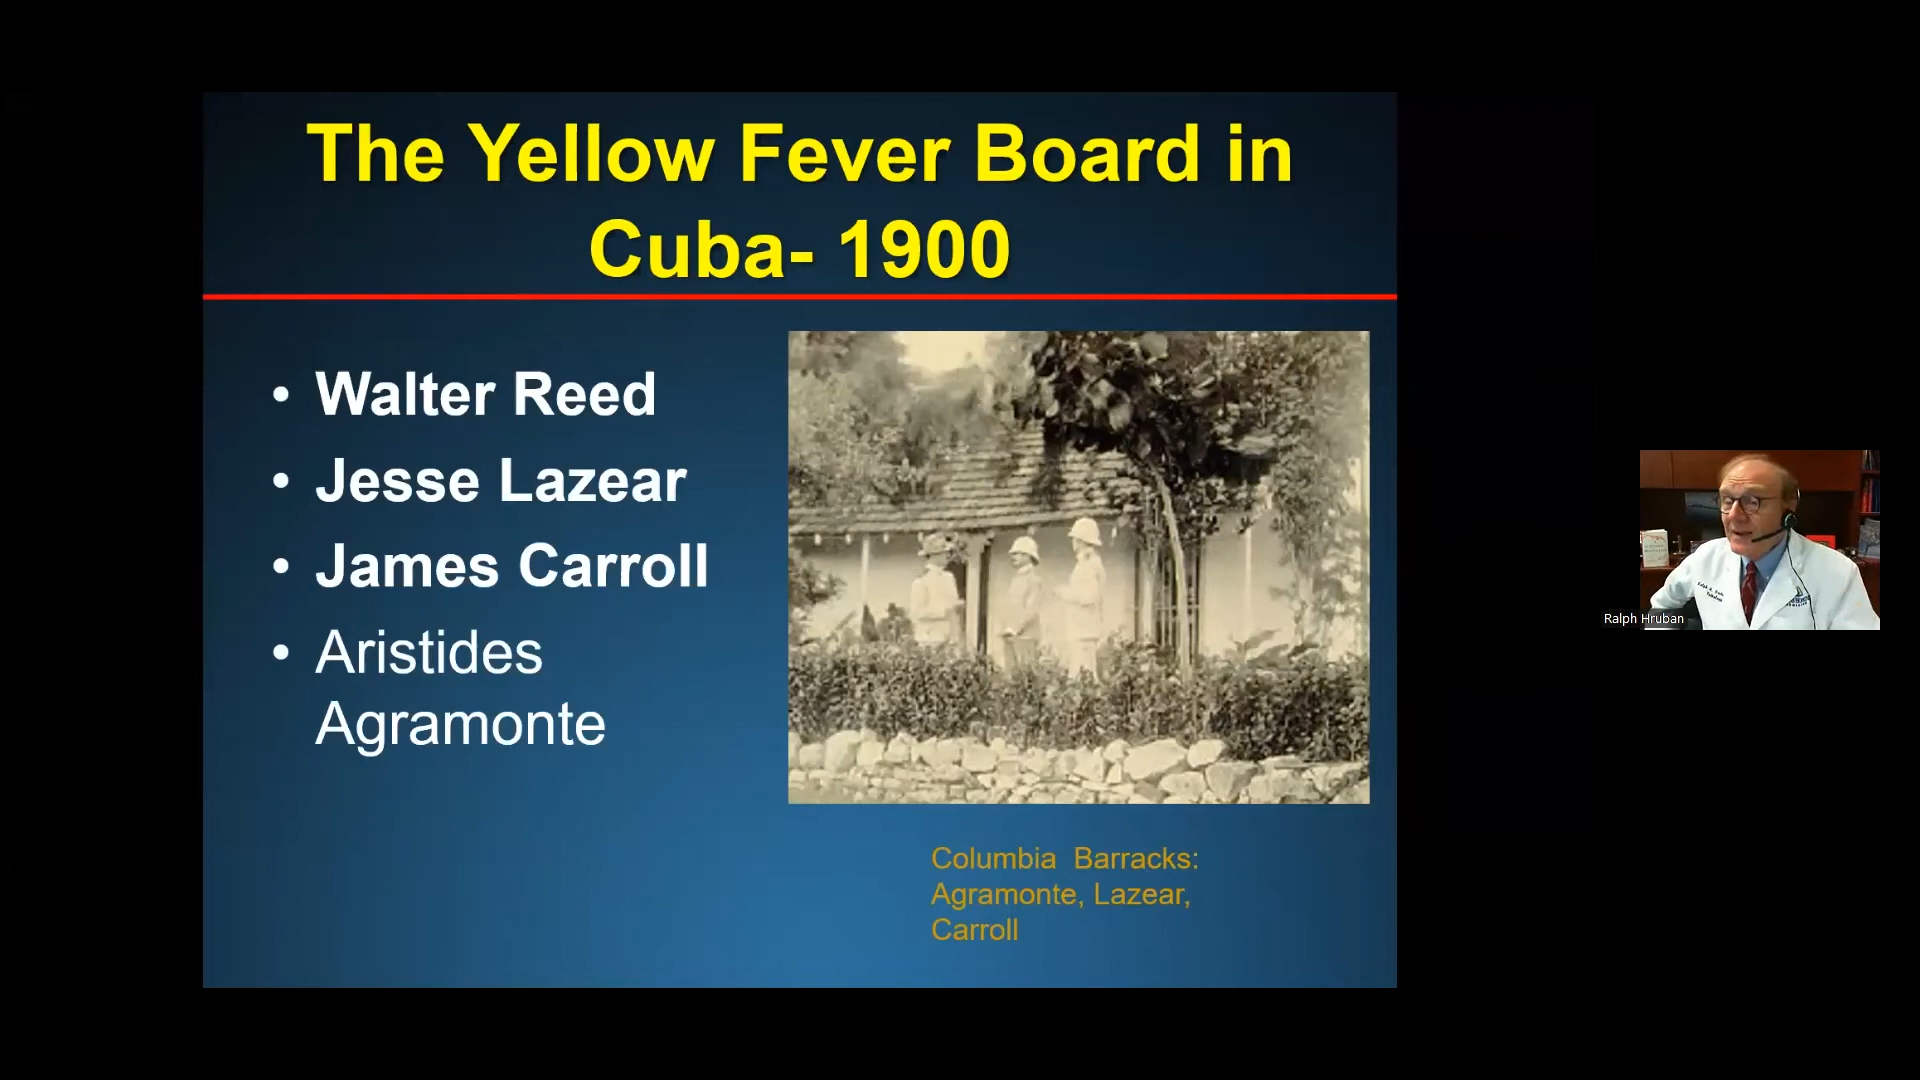 The Yellow Fever Board in
Cuba- 1900
• Walter Reed
• Jesse Lazear
• James Carroll
• Aristides
Agramonte
Columbia Barracks:
Agramonte, Lazear,
Carroll
Ralph Hruban